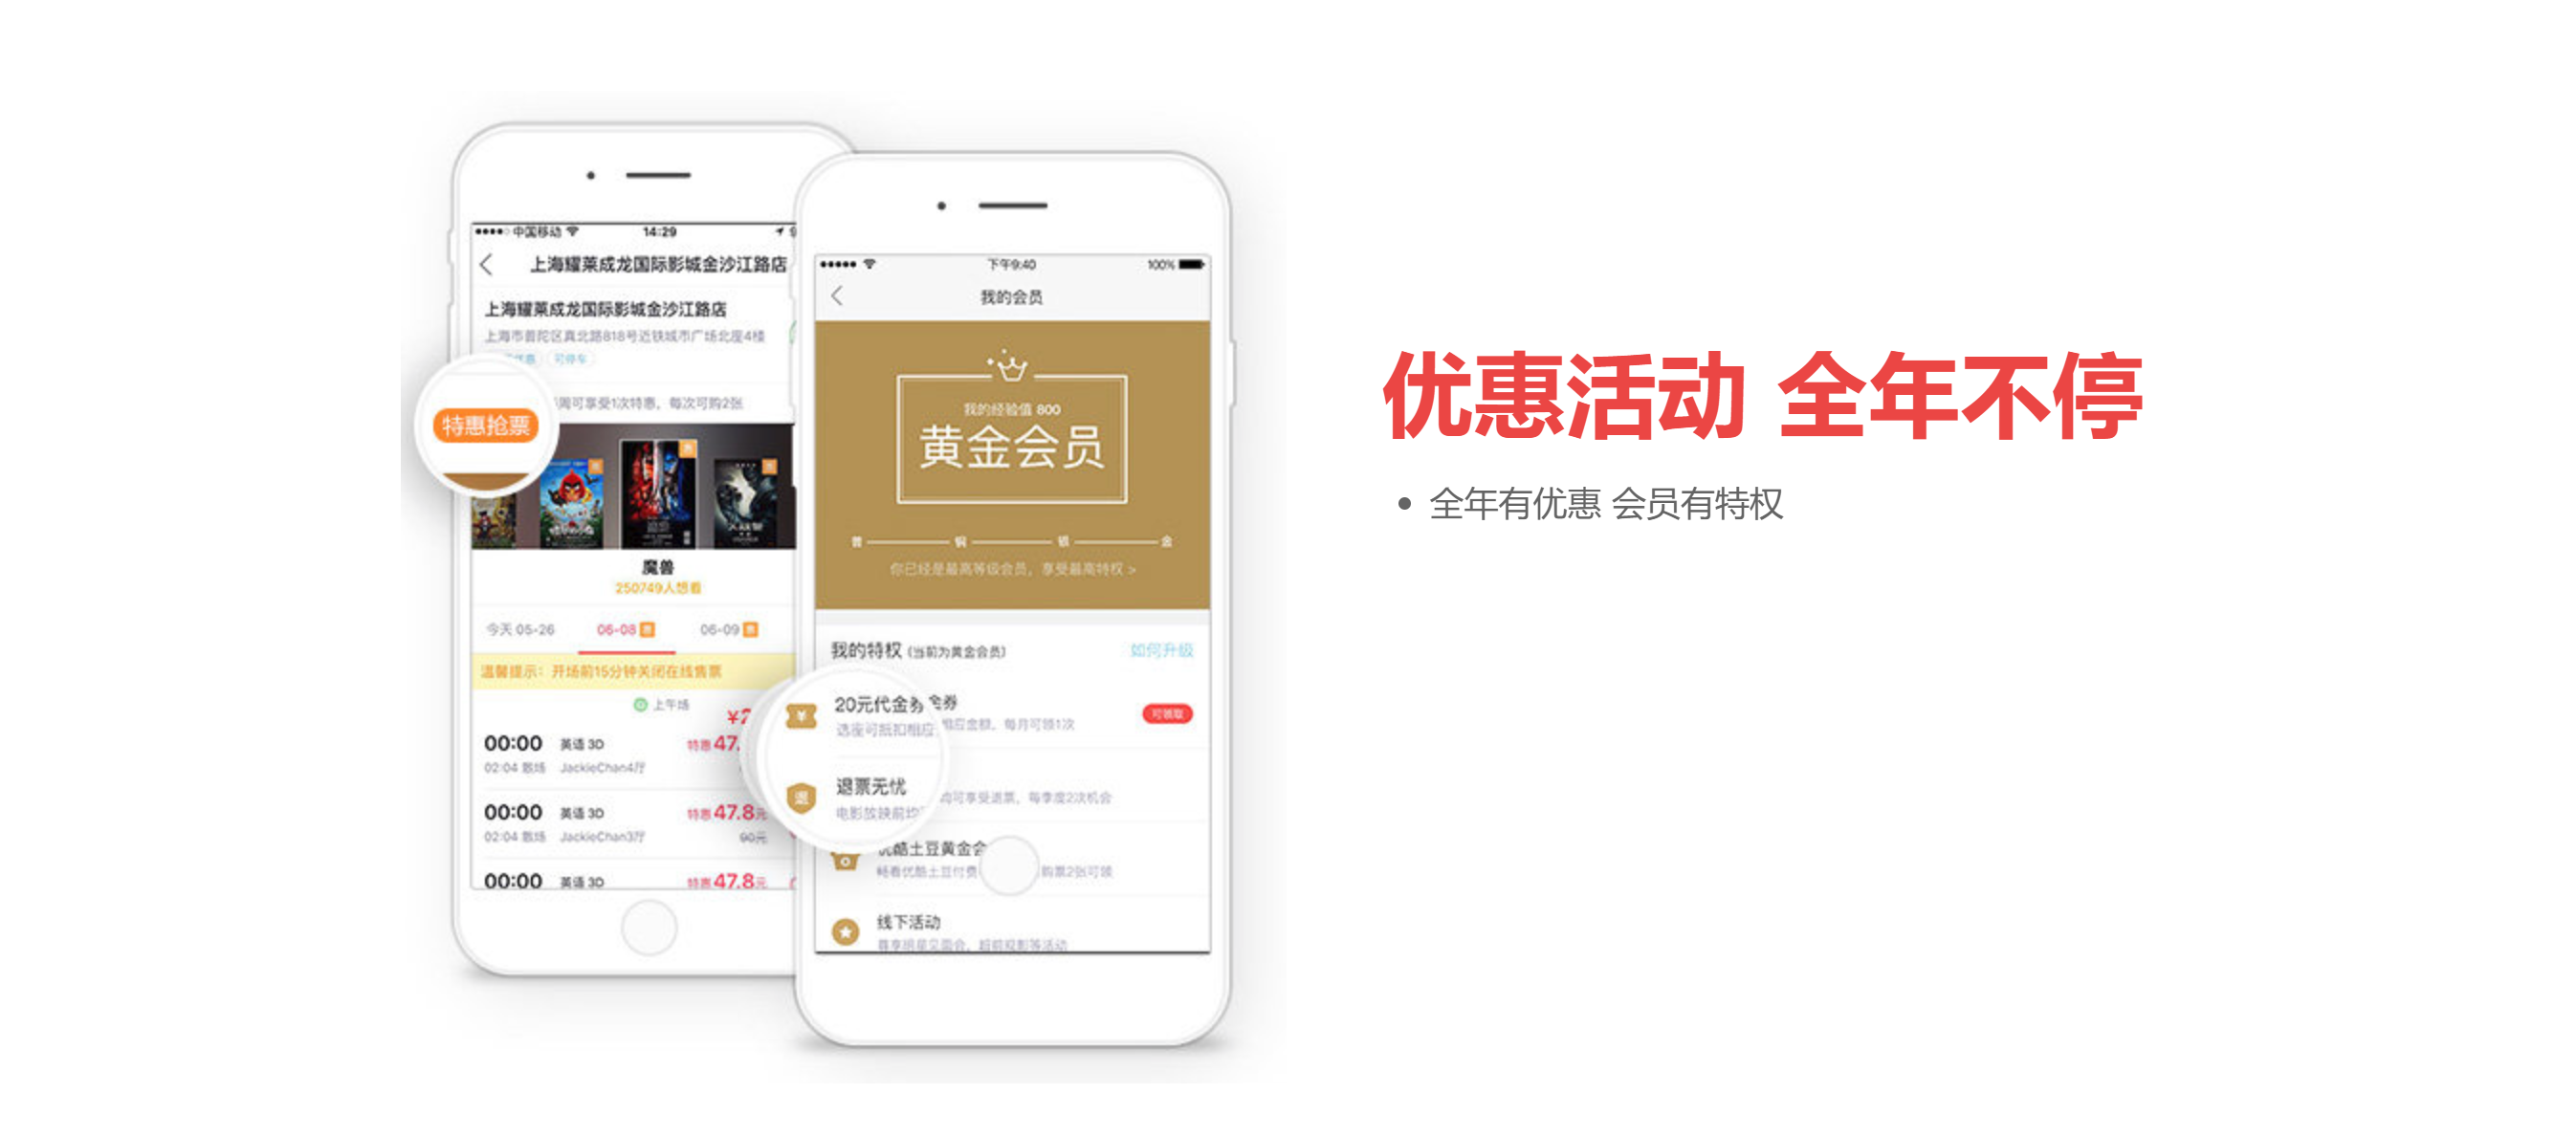 中国移动 14:29
上海耀莱成龙国际影城金沙江路店
上海耀莱成龙国际影城金沙江路店
上海市普陀区真北路818号近铁城市广场北座4楼
可停车
特惠抢票
周可享受1次特惠，每次可购2张
魔兽
250749人想看
今天 05-26 06-08 惠 06-09 惠
温馨提示：开场前15分钟关闭在线售票
上午场
00:00 英语 3D 特惠 47.
02:04 散场 JackieChan4厅
00:00 英语 3D 特惠 47.8元
02:04 散场 JackieChan3厅 90元
00:00 英语 3D 特惠 47.8元
下午9:40 100%
我的会员
我的经验值 800
黄金会员
普 铜 银 金
你已经是最高等级会员，享受最高特权 >
我的特权 (当前为黄金会员) 如何升级
20元代金券 金券 可领取
选座可抵扣相应 相应金额，每月可领1次
退票无忧
电影放映前均 均可享受退票，每季度2次机会
优酷土豆黄金会
畅看优酷土豆付费 购票2张可领
线下活动
尊享明星见面会，超前观影等活动
优惠活动 全年不停
• 全年有优惠 会员有特权